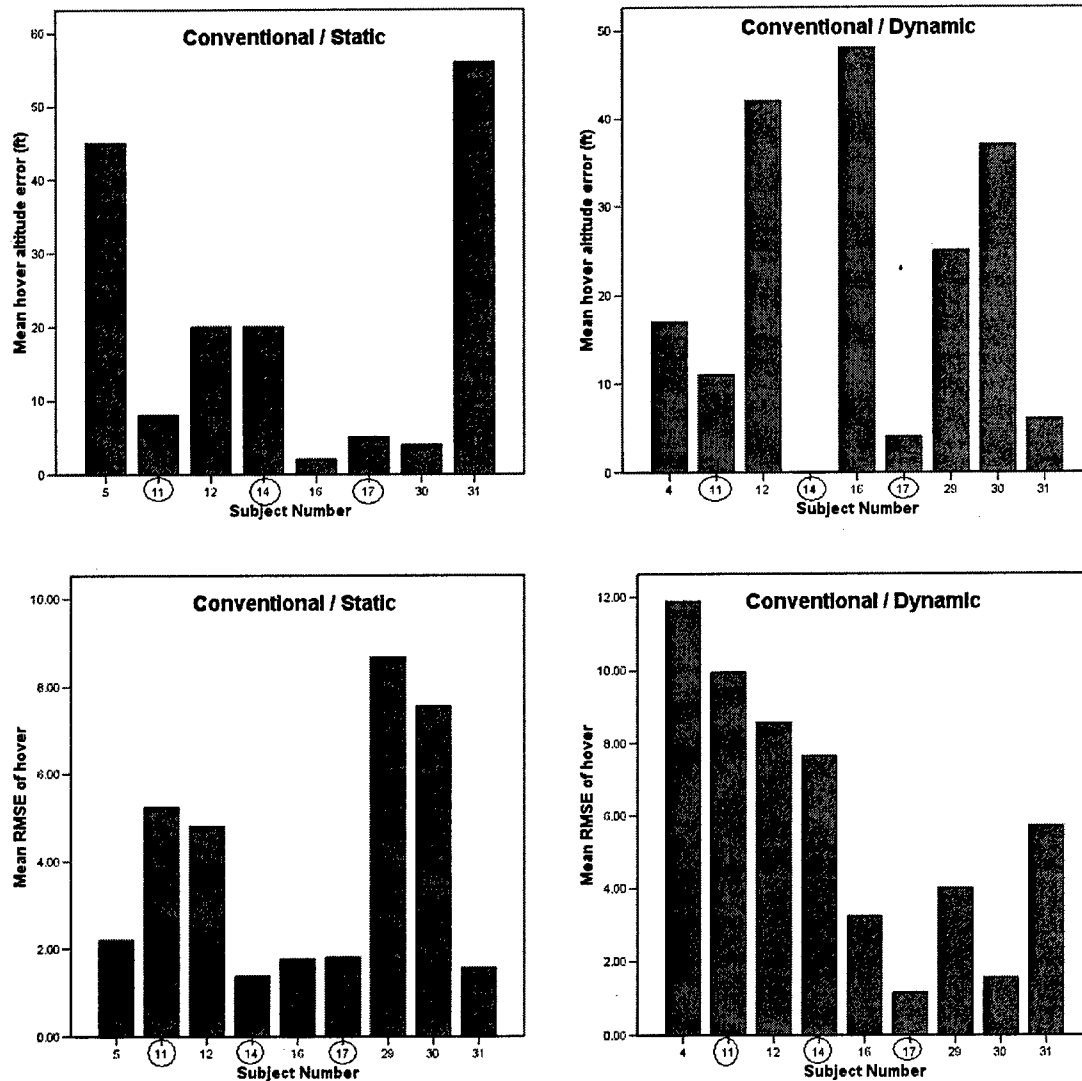 Conventional / Static
Mean hover altitude error (ft)
60
50
40
30
20
10
0
5 11 12 14 16 17 30 31
Subject Number
Conventional / Dynamic
Mean hover altitude error (ft)
50
40
30
20
10
0
4 11 12 14 16 17 29 30 31
Subject Number
Conventional / Static
Mean RMSE of hover
10.00
8.00
6.00
4.00
2.00
0.00
5 11 12 14 16 17 29 30 31
Subject Number
Conventional / Dynamic
Mean RMSE of hover
12.00
10.00
8.00
6.00
4.00
2.00
0.00
4 11 12 14 16 17 29 30 31
Subject Number